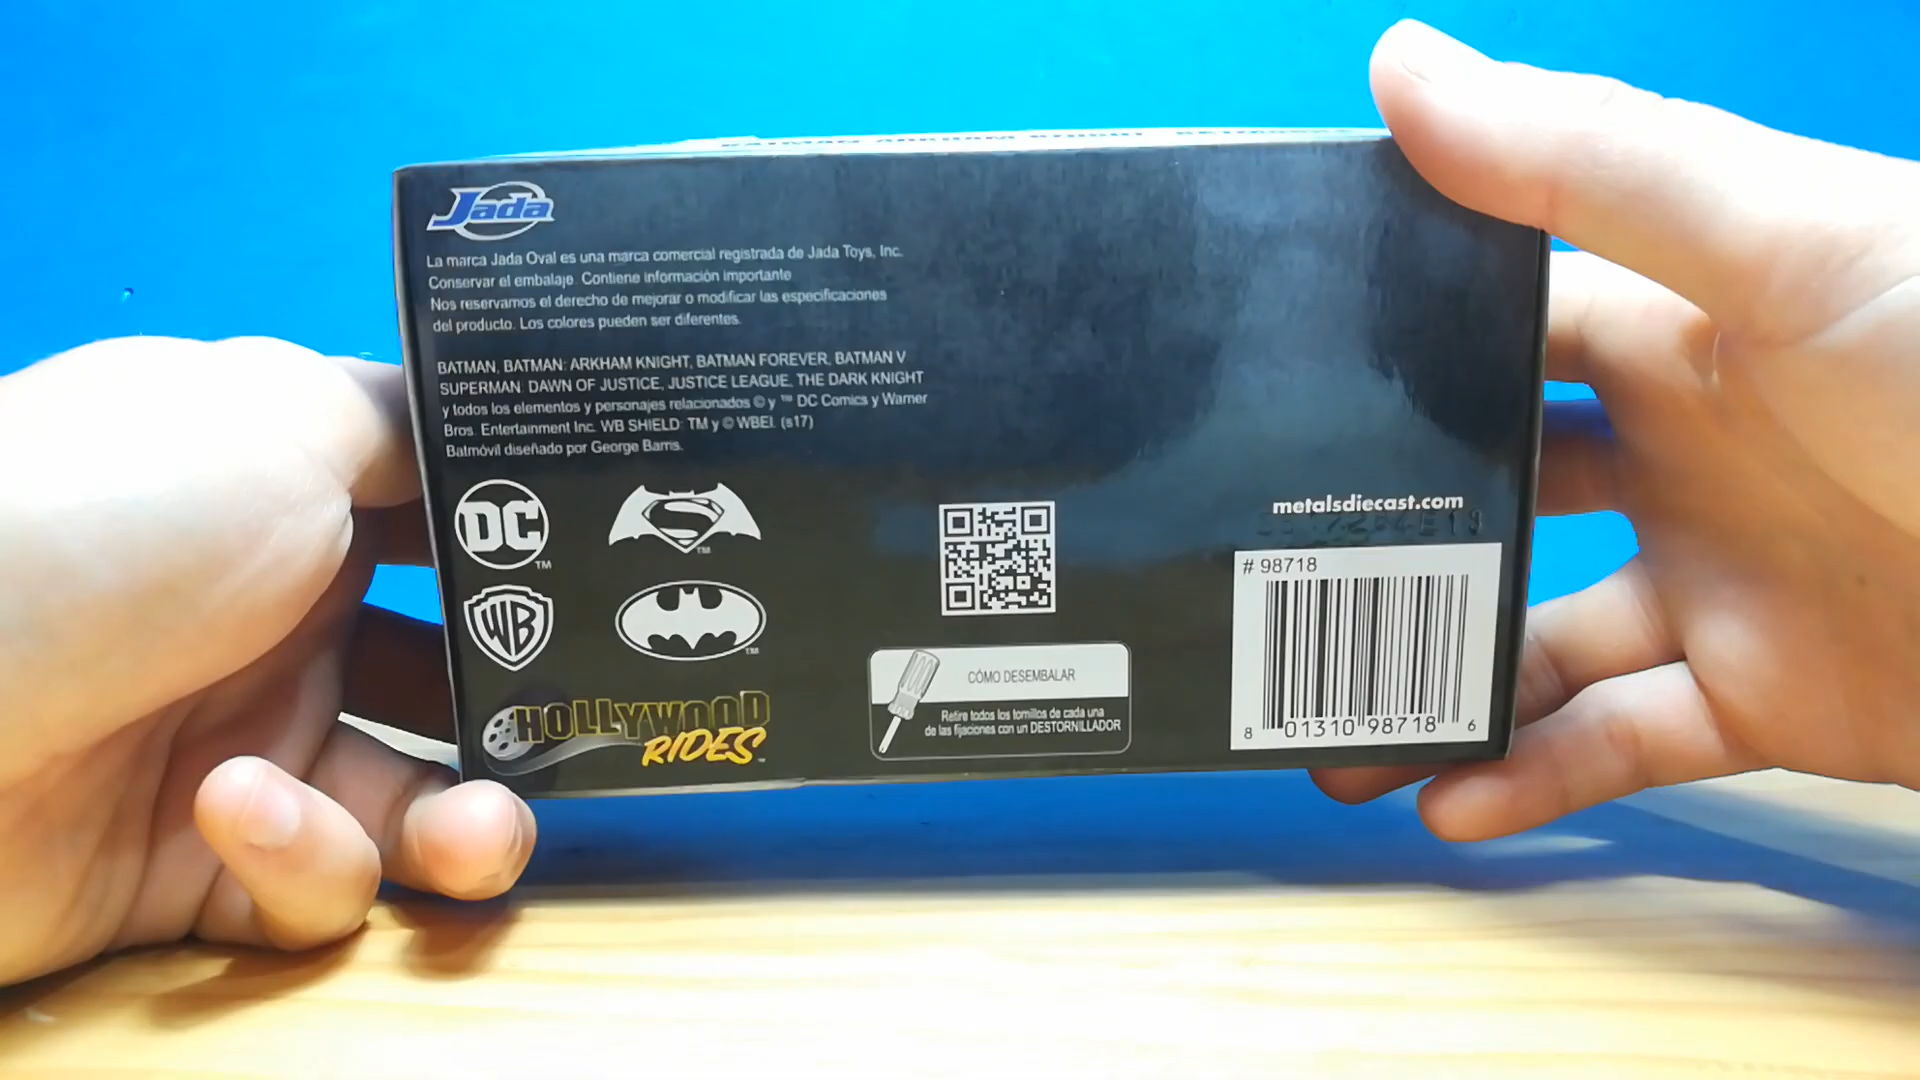 Jada
La marca Jada Oval es una marca comercial registrada de Jada Toys, Inc.
Conservar el embalaje. Contiene información importante
Nos reservamos el derecho de mejorar o modificar las especificaciones
del producto. Los colores pueden ser diferentes.
BATMAN, BATMAN: ARKHAM KNIGHT, BATMAN FOREVER, BATMAN V
SUPERMAN: DAWN OF JUSTICE, JUSTICE LEAGUE, THE DARK KNIGHT
y todos los elementos y personajes relacionados © y ™ DC Comics y Warner
Bros. Entertainment Inc. WB SHIELD: TM y © WBEI. (s17)
Batmóvil diseñado por George Barris.
DC
TM
S
TM
WB
TM
HOLLYWOOD
RIDES
CÓMO DESEMBALAR
Retire todos los tornillos de cada una
de las fijaciones con un DESTORNILLADOR
metalsdiecast.com
# 98718
8 01310 98718 6